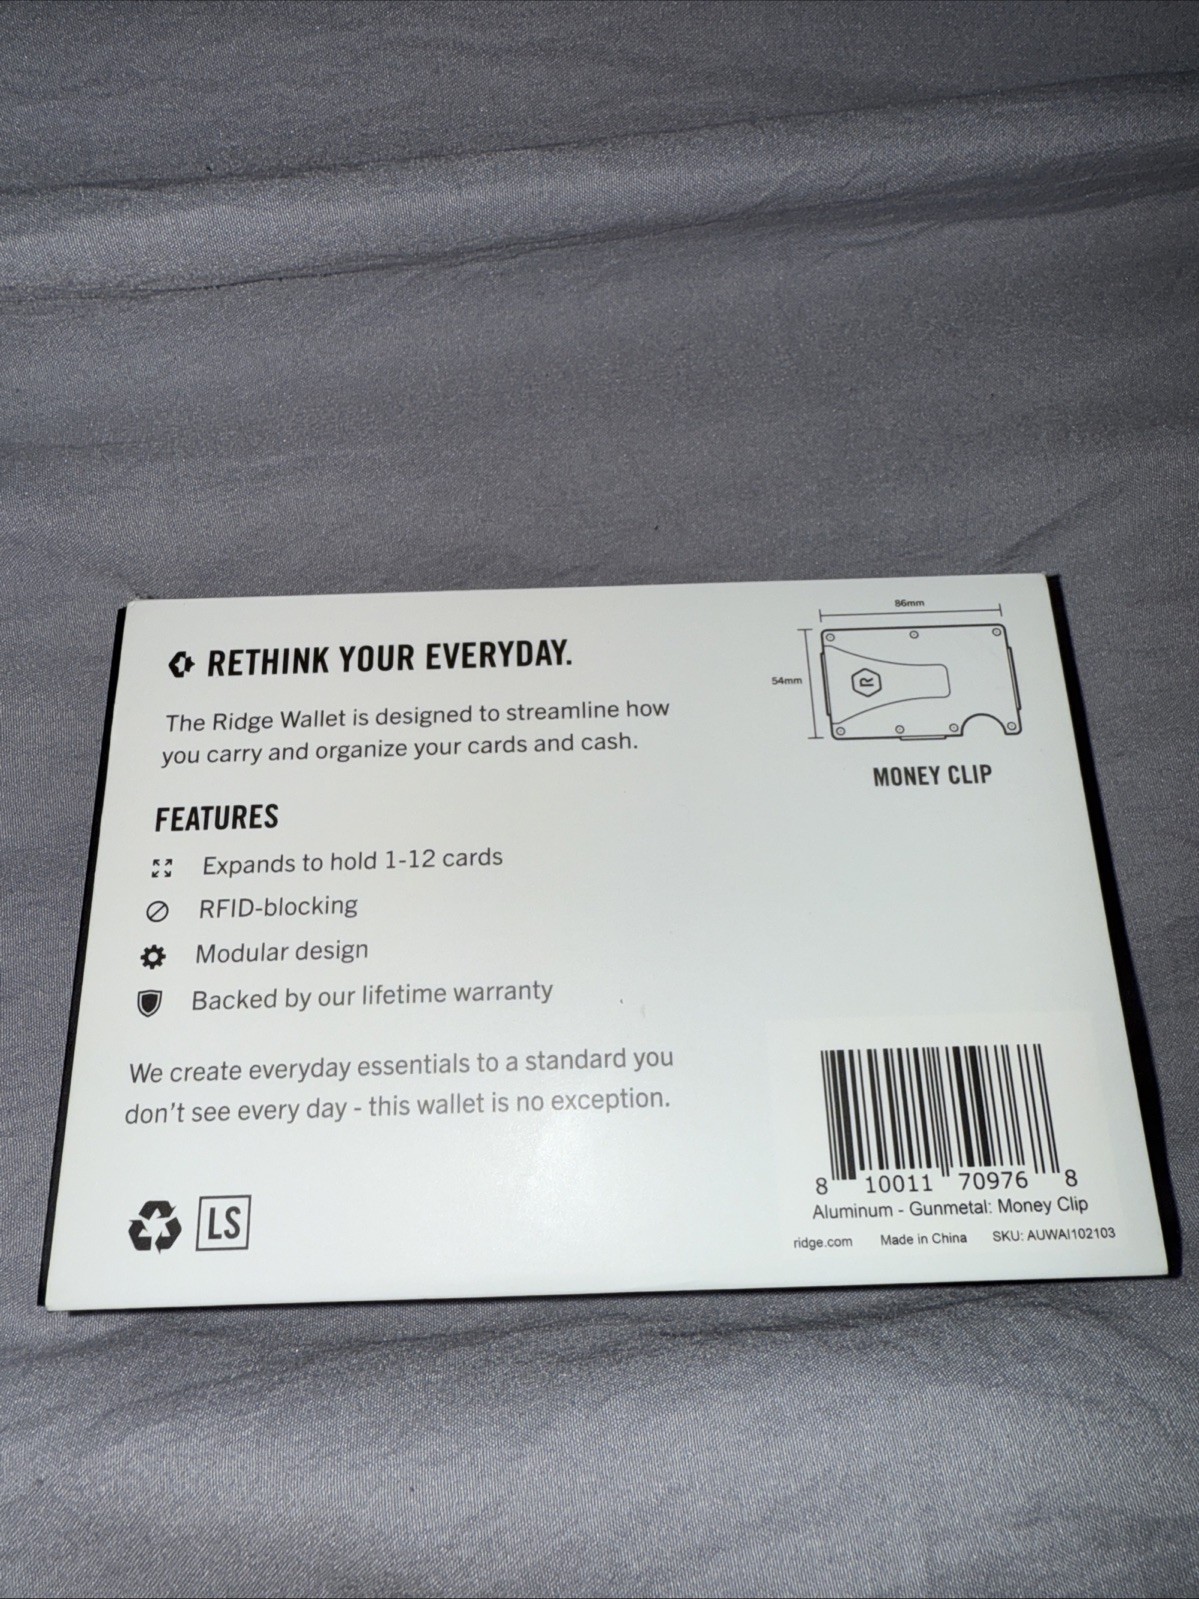 RETHINK YOUR EVERYDAY.
The Ridge Wallet is designed to streamline how
you carry and organize your cards and cash.
FEATURES
Expands to hold 1-12 cards
RFID-blocking
Modular design
Backed by our lifetime warranty
We create everyday essentials to a standard you
don't see every day - this wallet is no exception.
LS
86mm
54mm
R
MONEY CLIP
8 10011 70976 8
Aluminum - Gunmetal: Money Clip
ridge.com Made in China SKU: AUWAI102103